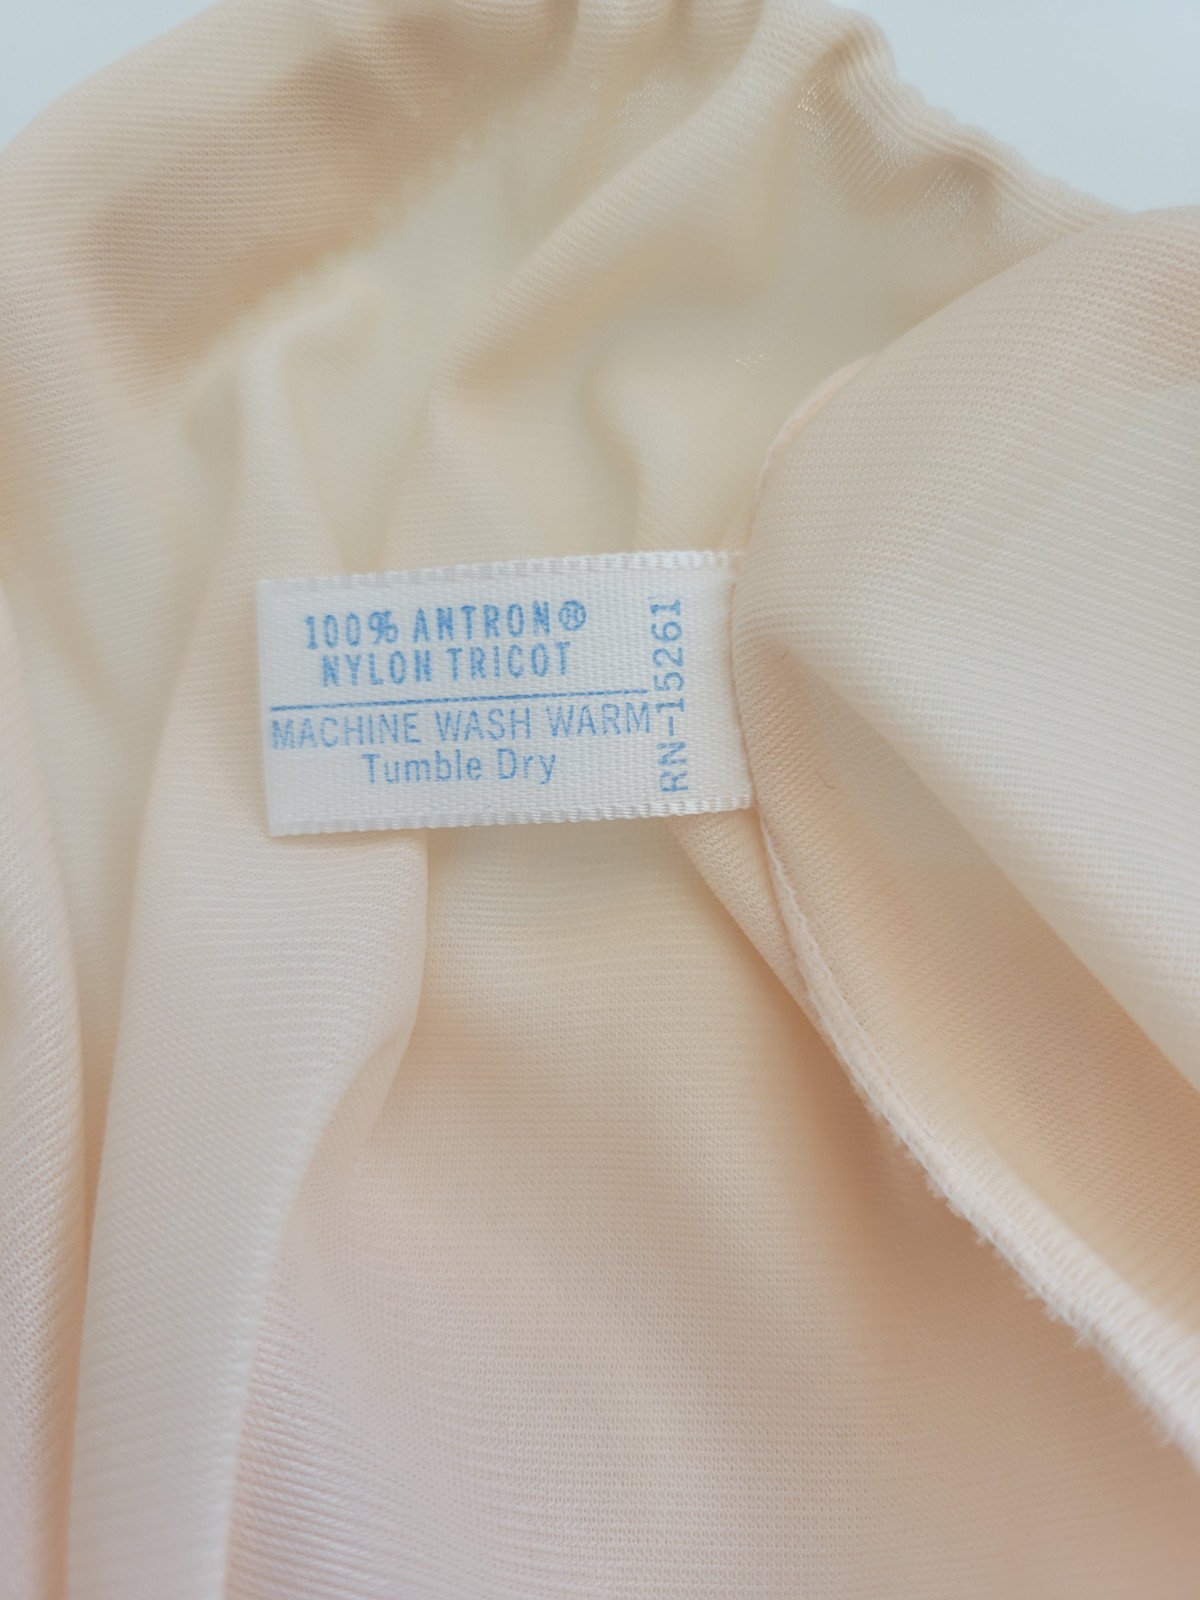 100% ANTRON®
NYLON TRICOT
MACHINE WASH WARM
Tumble Dry
RN-15261